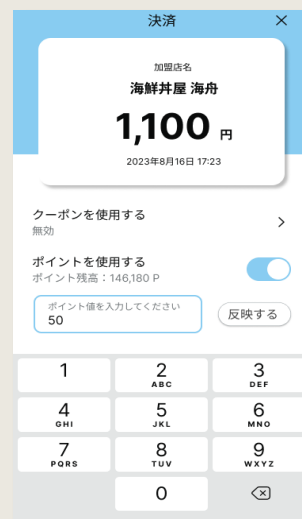 決済
加盟店名
海鮮丼屋 海舟
1,100 円
2023年8月16日 17:23
クーポンを使用する
無効
ポイントを使用する
ポイント残高：146,180 P
ポイント値を入力してください
50
反映する
1 2 3
ABC DEF
4 5 6
GHI JKL MNO
7 8 9
PQRS TUV WXYZ
0